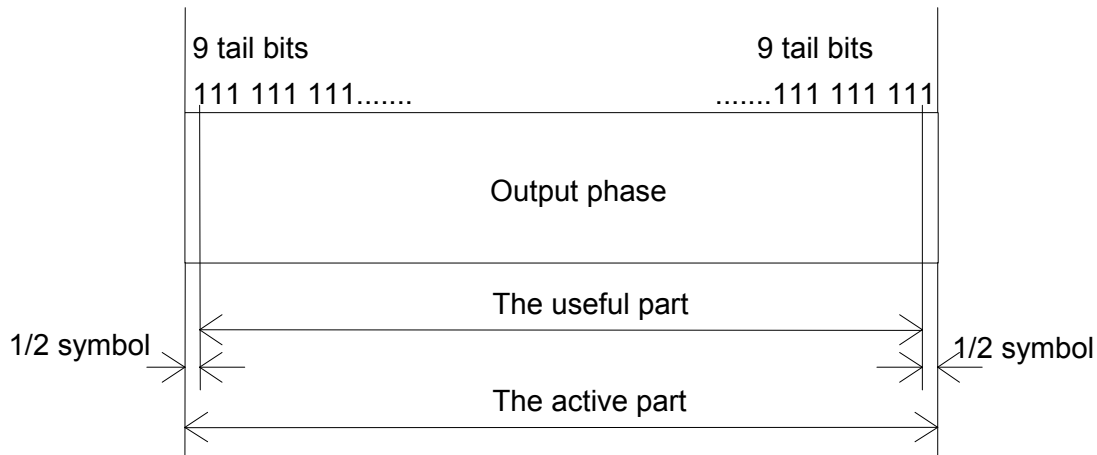 9 tail bits 9 tail bits
111 111 111....... .......111 111 111
Output phase
The useful part
1/2 symbol 1/2 symbol
The active part